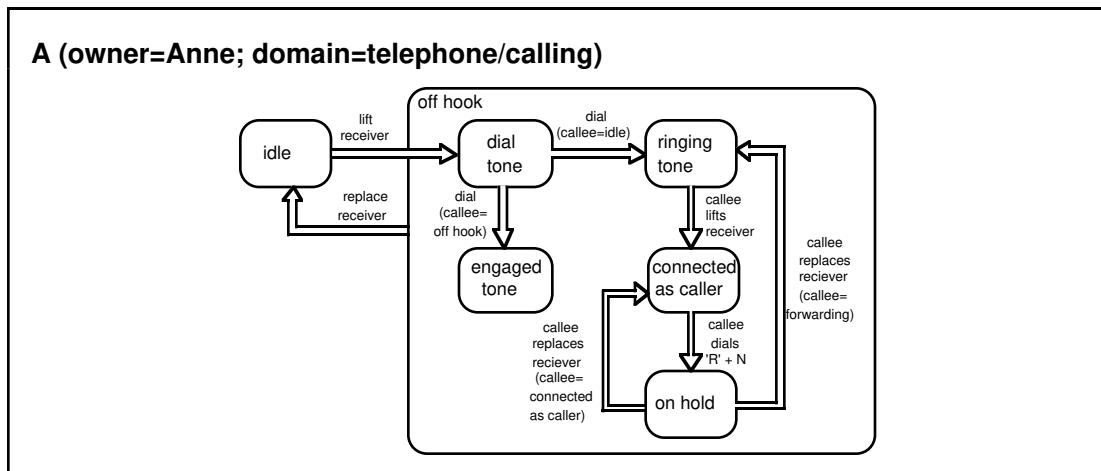 A (owner=Anne; domain=telephone/calling)
off hook
lift
receiver
dial
(callee=idle)
idle
dial
tone
ringing
tone
replace
receiver
dial
(callee=
off hook)
callee
lifts
receiver
engaged
tone
connected
as caller
callee
replaces
reciever
(callee=
forwarding)
callee
replaces
reciever
(callee=
connected
as caller)
callee
dials
'R' + N
on hold